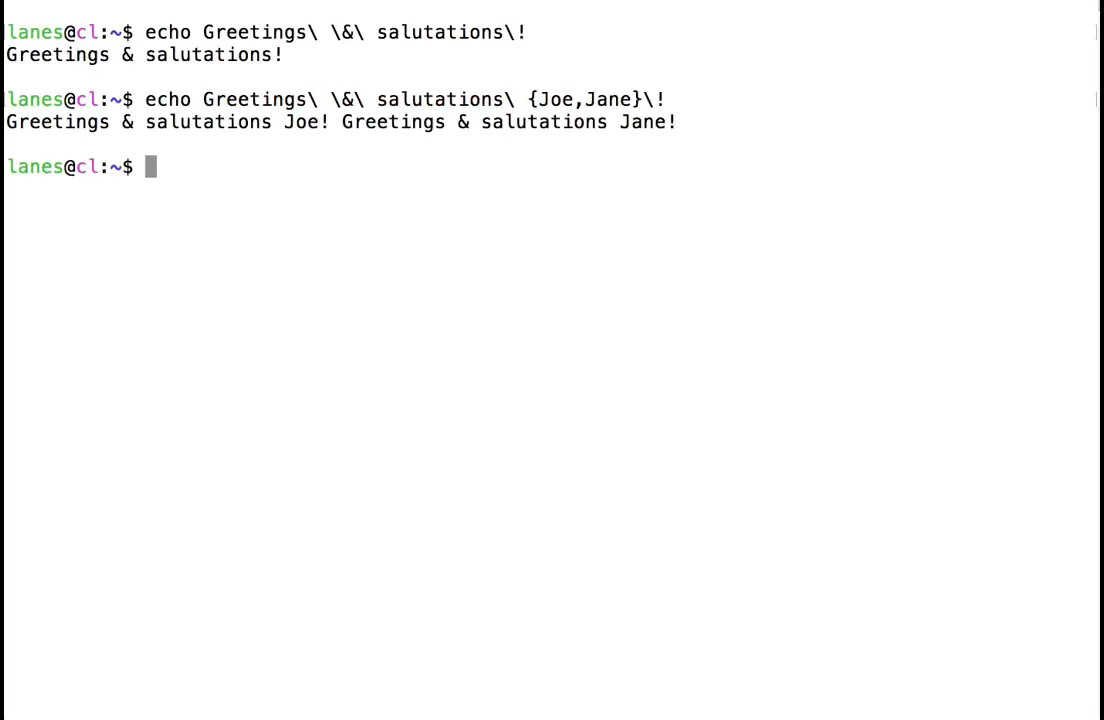 lanes@cl:~$ echo Greetings\ \&\ salutations\!
Greetings & salutations!
lanes@cl:~$ echo Greetings\ \&\ salutations\ {Joe,Jane}\!
Greetings & salutations Joe! Greetings & salutations Jane!
lanes@cl:~$